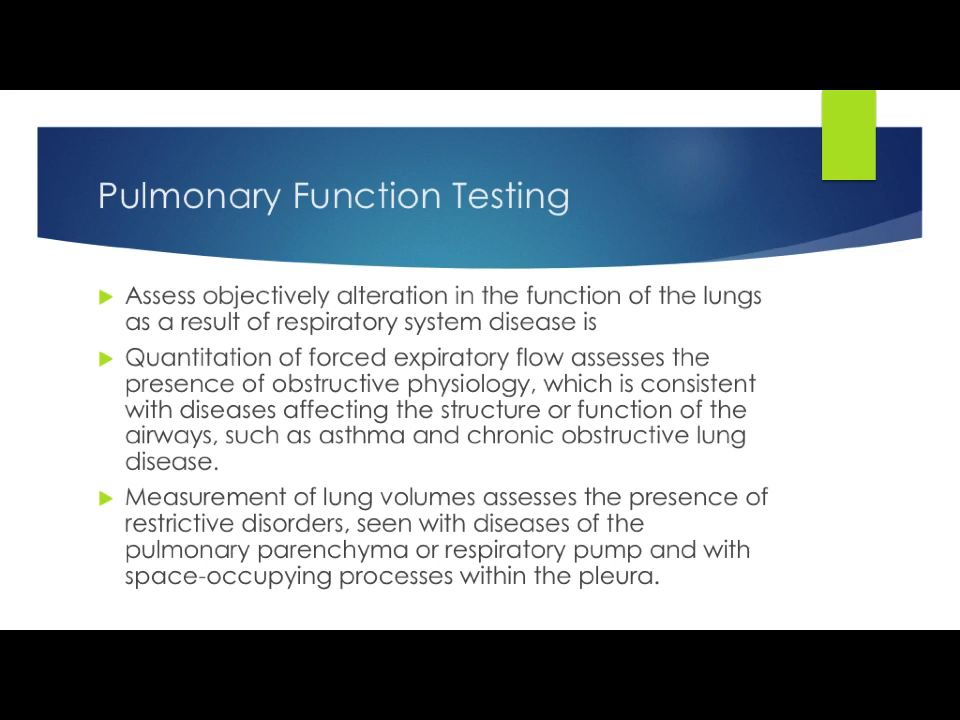 Pulmonary Function Testing
Assess objectively alteration in the function of the lungs
as a result of respiratory system disease is
Quantitation of forced expiratory flow assesses the
presence of obstructive physiology, which is consistent
with diseases affecting the structure or function of the
airways, such as asthma and chronic obstructive lung
disease.
Measurement of lung volumes assesses the presence of
restrictive disorders, seen with diseases of the
pulmonary parenchyma or respiratory pump and with
space-occupying processes within the pleura.